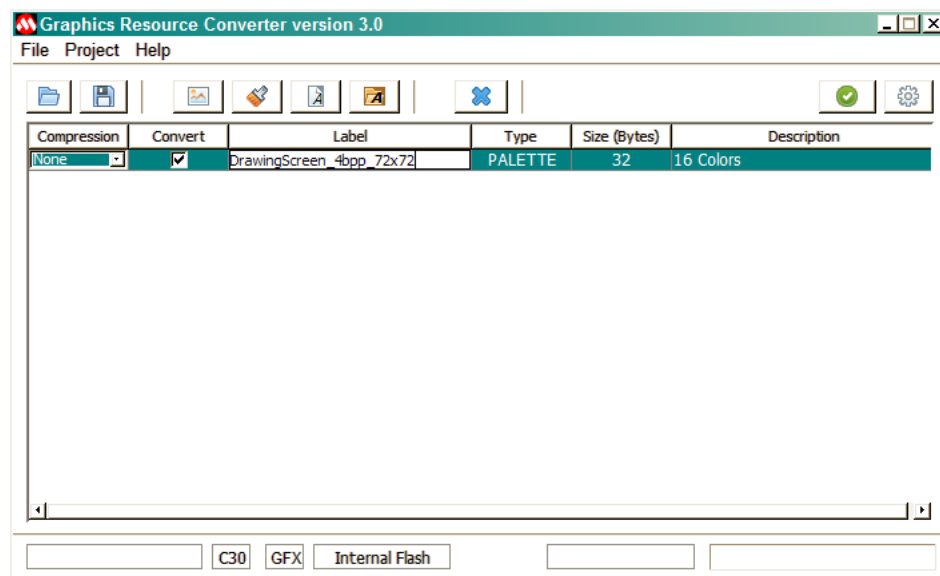 Graphics Resource Converter version 3.0
File Project Help
Compression Convert Label Type Size (Bytes) Description
None DrawingScreen_4bpp_72x72 PALETTE 32 16 Colors
C30 GFX Internal Flash